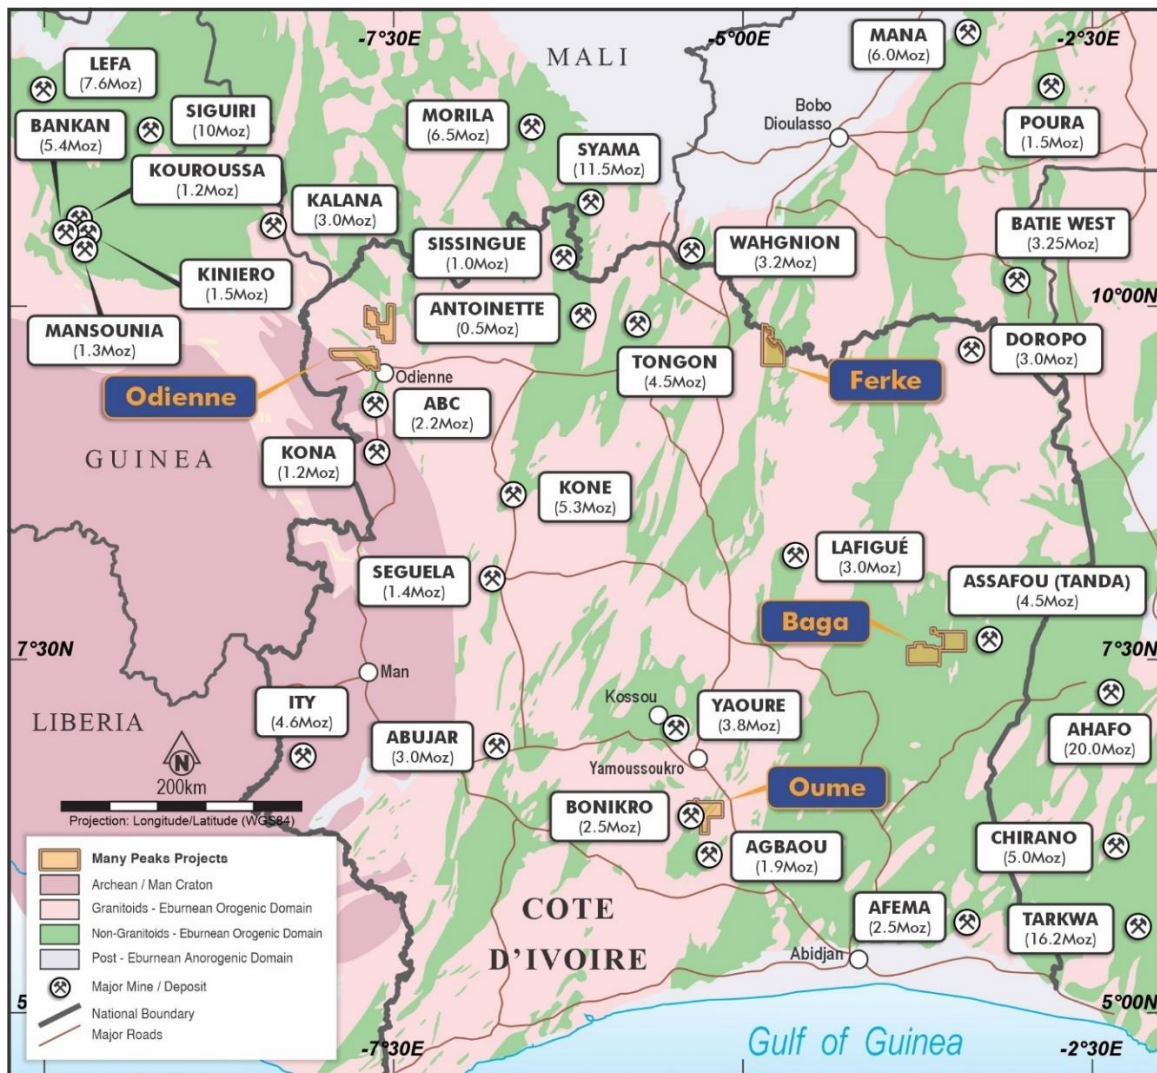 -7'30E
-5'00E
-2'30E
MALI
MANA
(6.0Moz)
LEFA
(7.6Moz)
SIGUIRI
(10Moz)
BANKAN
(5.4Moz)
MORILA
(6.5Moz)
Bobo
Dioulasso
POURA
(1.5Moz)
KOUROUSSA
(1.2Moz)
SYAMA
(11.5Moz)
KALANA
(3.0Moz)
BATIE WEST
(3.25Moz)
SISSINGUE
(1.0Moz)
WAHGNION
(3.2Moz)
KINIERO
(1.5Moz)
10°00N
ANTOINETTE
(0.5Moz)
MANSOUNIA
(1.3Moz)
TONGON
(4.5Moz)
DOROPO
(3.0Moz)
Odienne
Odienne
Ferke
ABC
(2.2Moz)
GUINEA
KONA
(1.2Moz)
KONE
(5.3Moz)
LAFIGUÉ
(3.0Moz)
SEGUELA
(1.4Moz)
ASSAFOU (TANDA)
(4.5Moz)
Baga
7°30N
7°30N
Man
ITY
(4.6Moz)
Kossou
YAOURE
(3.8Moz)
AHAFO
(20.0Moz)
LIBERIA
ABUJAR
(3.0Moz)
N
200km
Yamoussoukro
Oume
Projection: Longitude/Latitude (WGS84)
BONIKRO
(2.5Moz)
AGBAOU
(1.9Moz)
CHIRANO
(5.0Moz)
Many Peaks Projects
Archean / Man Craton
Granitoids - Eburnean Orogenic Domain
Non-Granitoids - Eburnean Orogenic Domain
Post - Eburnean Anorogenic Domain
Major Mine / Deposit
National Boundary
Major Roads
COTE
D'IVOIRE
AFEMA
(2.5Moz)
TARKWA
(16.2Moz)
Abidjan
5
5°00N
-7°30E
Gulf of Guinea
-2°30E